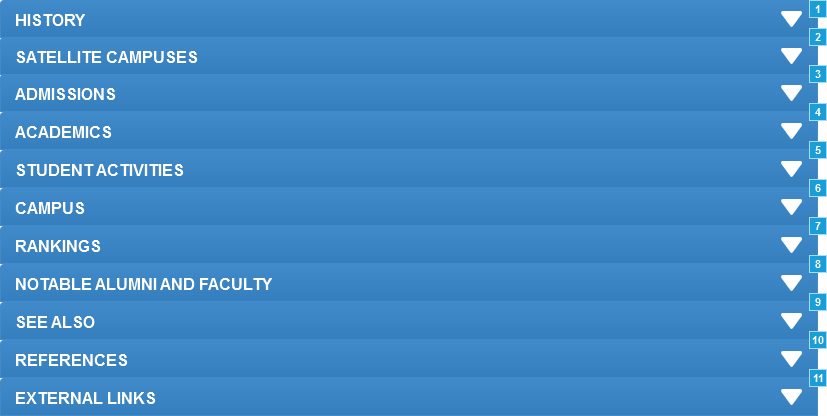 HISTORY 1
SATELLITE CAMPUSES 2
ADMISSIONS 3
ACADEMICS 4
STUDENT ACTIVITIES 5
CAMPUS 6
RANKINGS 7
NOTABLE ALUMNI AND FACULTY 8
SEE ALSO 9
REFERENCES 10
EXTERNAL LINKS 11